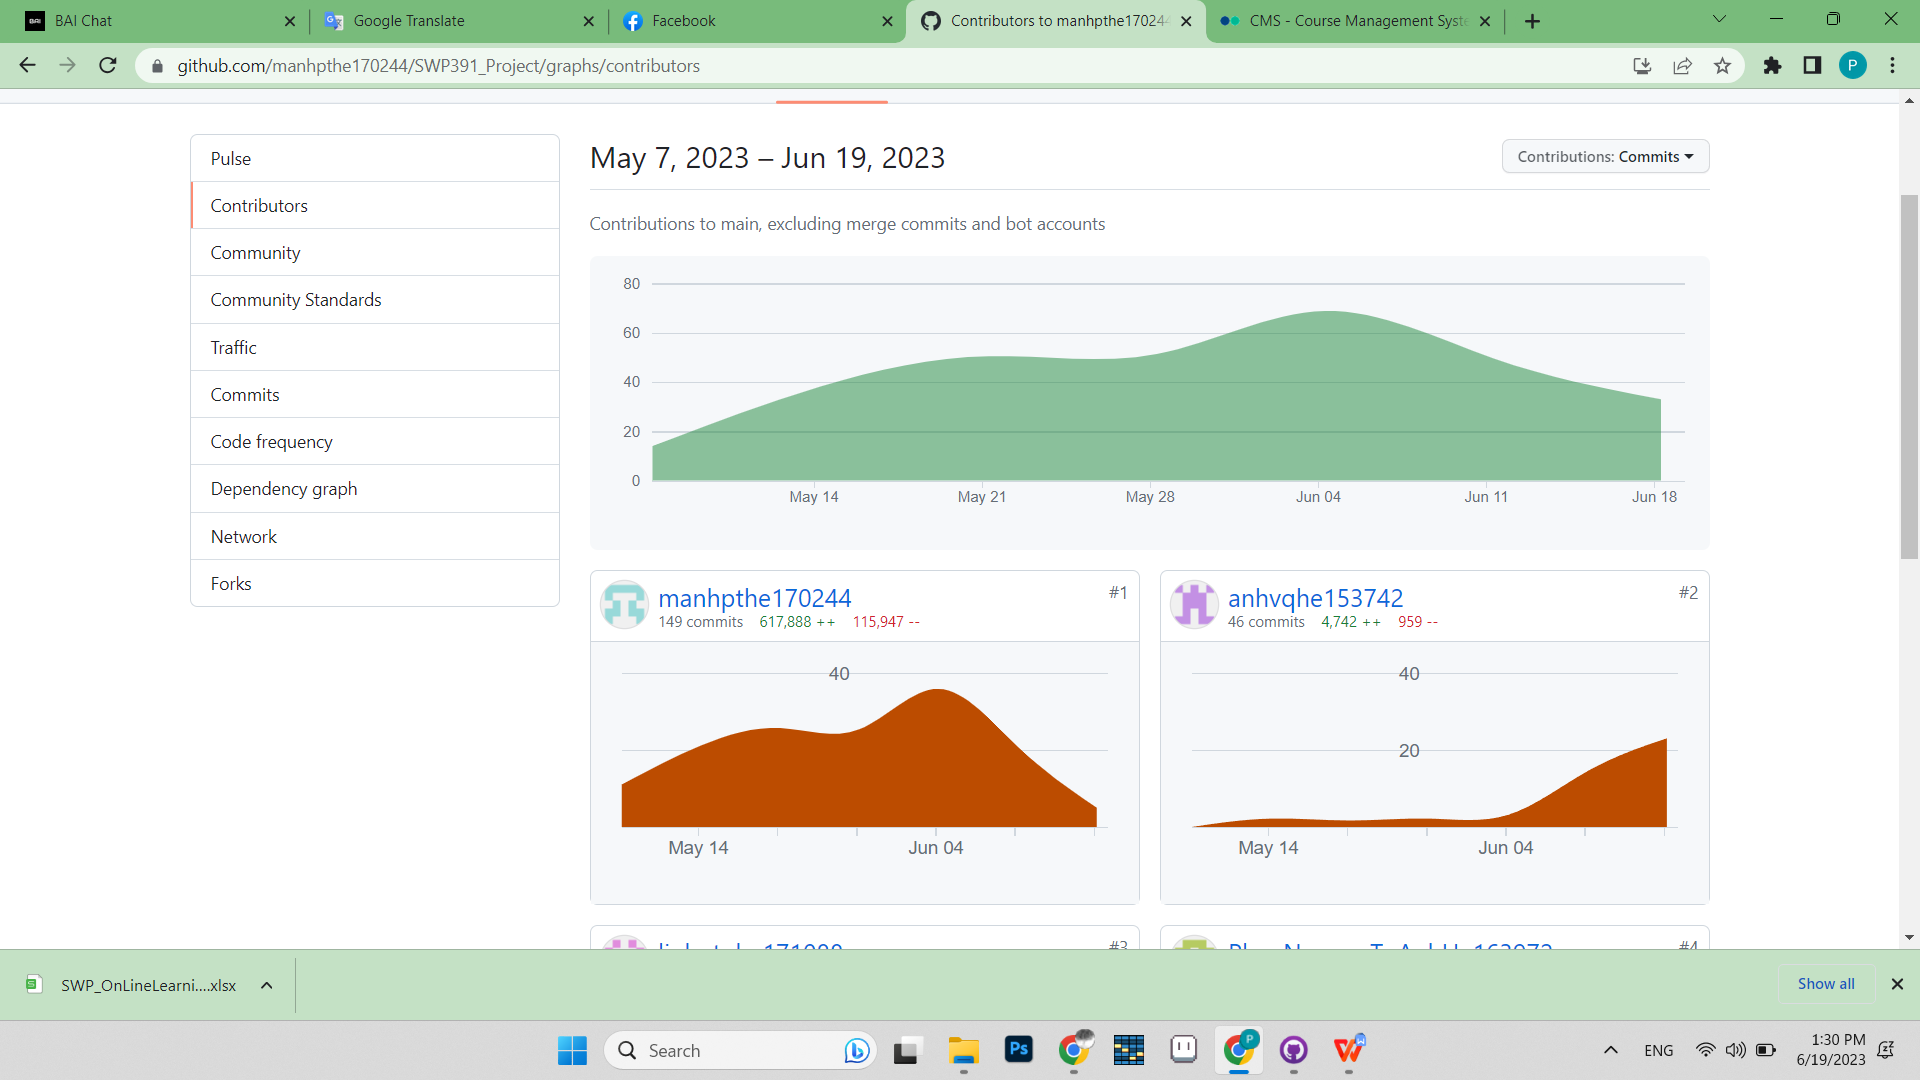 BAI Chat
Google Translate
Facebook
Contributors to manhpthe170244
CMS - Course Management Syste
github.com/manhpthe170244/SWP391_Project/graphs/contributors
P
Pulse
Contributors
Community
Community Standards
Traffic
Commits
Code frequency
Dependency graph
Network
Forks
May 7, 2023 – Jun 19, 2023
Contributions: Commits
Contributions to main, excluding merge commits and bot accounts
80
60
40
20
0
May 14 May 21 May 28 Jun 04 Jun 11 Jun 18
manhpthe170244 #1
149 commits 617,888 ++ 115,947 --
40
May 14 Jun 04
anhvqhe153742 #2
46 commits 4,742 ++ 959 --
40
20
May 14 Jun 04
#3
#4
SWP_OnLineLearni....xlsx
Show all
Search
Ps
P
ENG
1:30 PM
6/19/2023